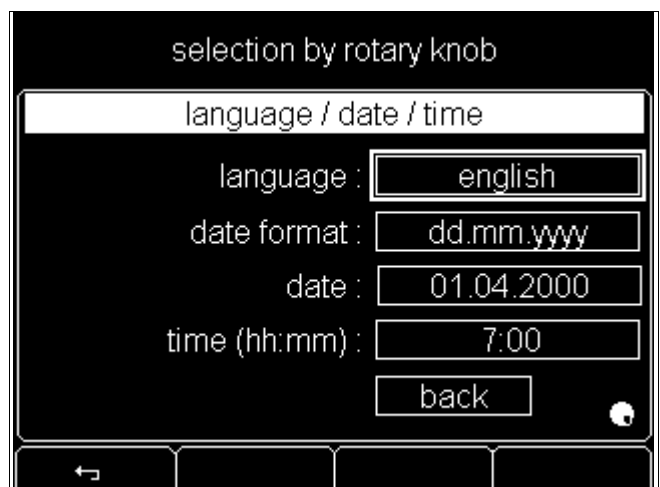 selection by rotary knob
language / date / time
language : english
date format : dd.mm.yyyy
date : 01.04.2000
time (hh:mm) : 7:00
back